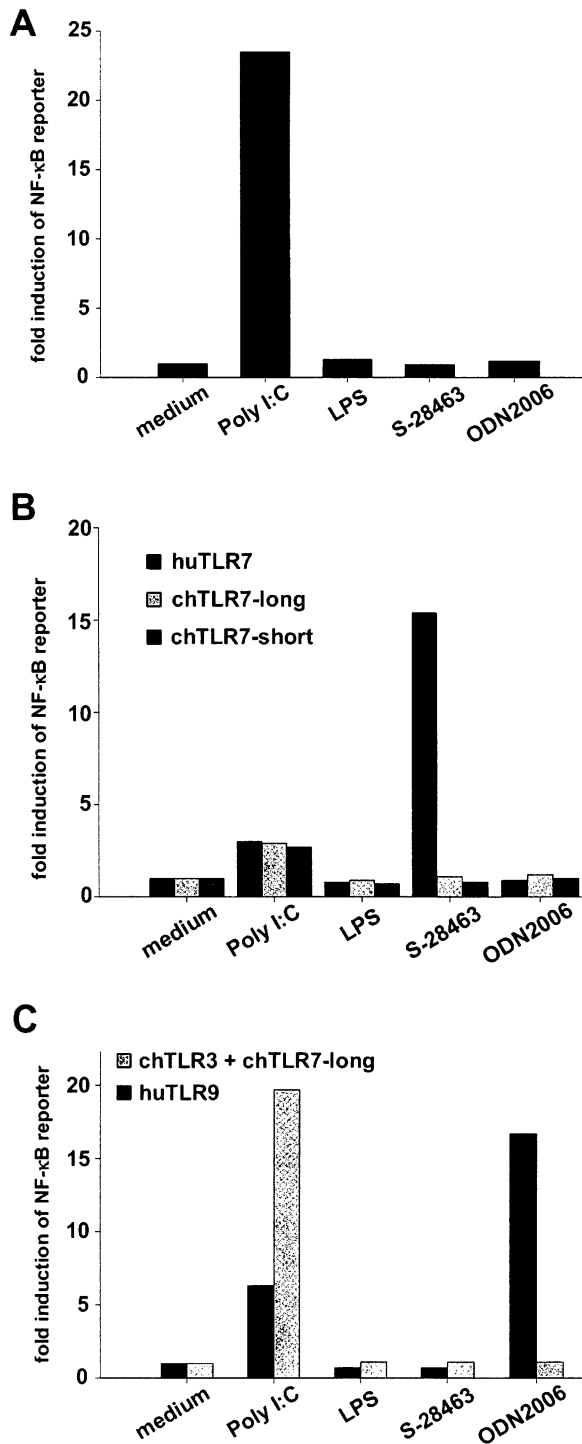 A
fold induction of NF-κB reporter
25
20
15
10
5
0
medium
Poly I:C
LPS
S-28463
ODN2006
B
fold induction of NF-κB reporter
20
15
10
5
0
huTLR7
chTLR7-long
chTLR7-short
medium
Poly I:C
LPS
S-28463
ODN2006
C
fold induction of NF-κB reporter
20
15
10
5
0
chTLR3 + chTLR7-long
huTLR9
medium
Poly I:C
LPS
S-28463
ODN2006